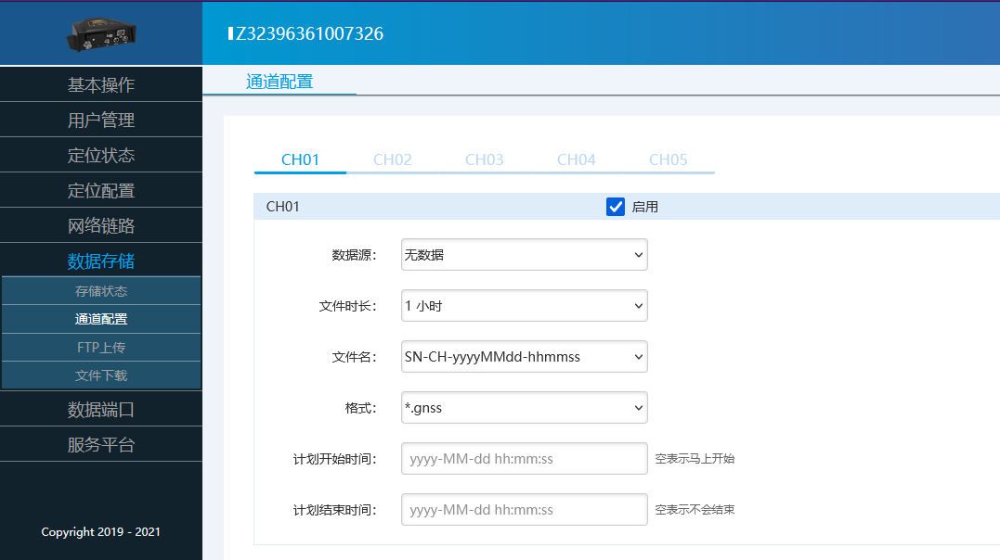 Z32396361007326
基本操作
用户管理
定位状态
定位配置
网络链路
数据存储
存储状态
通道配置
FTP上传
文件下载
数据端口
服务平台
Copyright 2019 - 2021
通道配置
CH01 CH02 CH03 CH04 CH05
CH01 启用
数据源： 无数据
文件时长： 1 小时
文件名： SN-CH-yyyyMMdd-hhmmss
格式： *.gnss
计划开始时间： yyyy-MM-dd hh:mm:ss 空表示马上开始
计划结束时间： yyyy-MM-dd hh:mm:ss 空表示不会结束